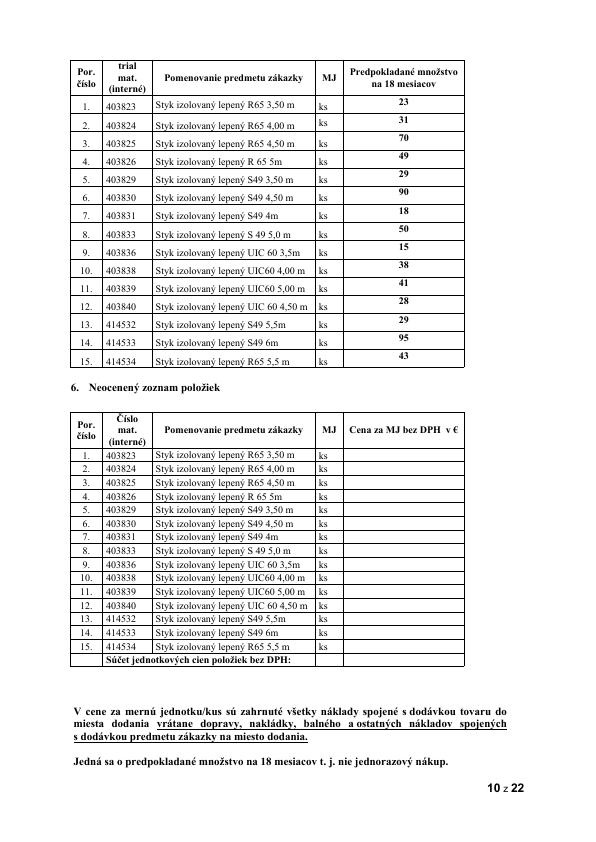 Por. číslo trial mat. (interné) Pomenovanie predmetu zákazky MJ Predpokladané množstvo na 18 mesiacov
1. 403823 Styk izolovaný lepený R65 3,50 m ks 23
2. 403824 Styk izolovaný lepený R65 4,00 m ks 31
3. 403825 Styk izolovaný lepený R65 4,50 m ks 70
4. 403826 Styk izolovaný lepený R 65 5m ks 49
5. 403829 Styk izolovaný lepený S49 3,50 m ks 29
6. 403830 Styk izolovaný lepený S49 4,50 m ks 90
7. 403831 Styk izolovaný lepený S49 4m ks 18
8. 403833 Styk izolovaný lepený S 49 5,0 m ks 50
9. 403836 Styk izolovaný lepený UIC 60 3,5m ks 15
10. 403838 Styk izolovaný lepený UIC60 4,00 m ks 38
11. 403839 Styk izolovaný lepený UIC60 5,00 m ks 41
12. 403840 Styk izolovaný lepený UIC 60 4,50 m ks 28
13. 414532 Styk izolovaný lepený S49 5,5m ks 29
14. 414533 Styk izolovaný lepený S49 6m ks 95
15. 414534 Styk izolovaný lepený R65 5,5 m ks 43
6. Neocenený zoznam položiek
Por. číslo Číslo mat. (interné) Pomenovanie predmetu zákazky MJ Cena za MJ bez DPH v €
1. 403823 Styk izolovaný lepený R65 3,50 m ks
2. 403824 Styk izolovaný lepený R65 4,00 m ks
3. 403825 Styk izolovaný lepený R65 4,50 m ks
4. 403826 Styk izolovaný lepený R 65 5m ks
5. 403829 Styk izolovaný lepený S49 3,50 m ks
6. 403830 Styk izolovaný lepený S49 4,50 m ks
7. 403831 Styk izolovaný lepený S49 4m ks
8. 403833 Styk izolovaný lepený S 49 5,0 m ks
9. 403836 Styk izolovaný lepený UIC 60 3,5m ks
10. 403838 Styk izolovaný lepený UIC60 4,00 m ks
11. 403839 Styk izolovaný lepený UIC60 5,00 m ks
12. 403840 Styk izolovaný lepený UIC 60 4,50 m ks
13. 414532 Styk izolovaný lepený S49 5,5m ks
14. 414533 Styk izolovaný lepený S49 6m ks
15. 414534 Styk izolovaný lepený R65 5,5 m ks
Súčet jednotkových cien položiek bez DPH:
V cene za mernú jednotku/kus sú zahrnuté všetky náklady spojené s dodávkou tovaru do
miesta dodania vrátane dopravy, nakládky, balného a ostatných nákladov spojených
s dodávkou predmetu zákazky na miesto dodania.
Jedná sa o predpokladané množstvo na 18 mesiacov t. j. nie jednorazový nákup.
10 z 22